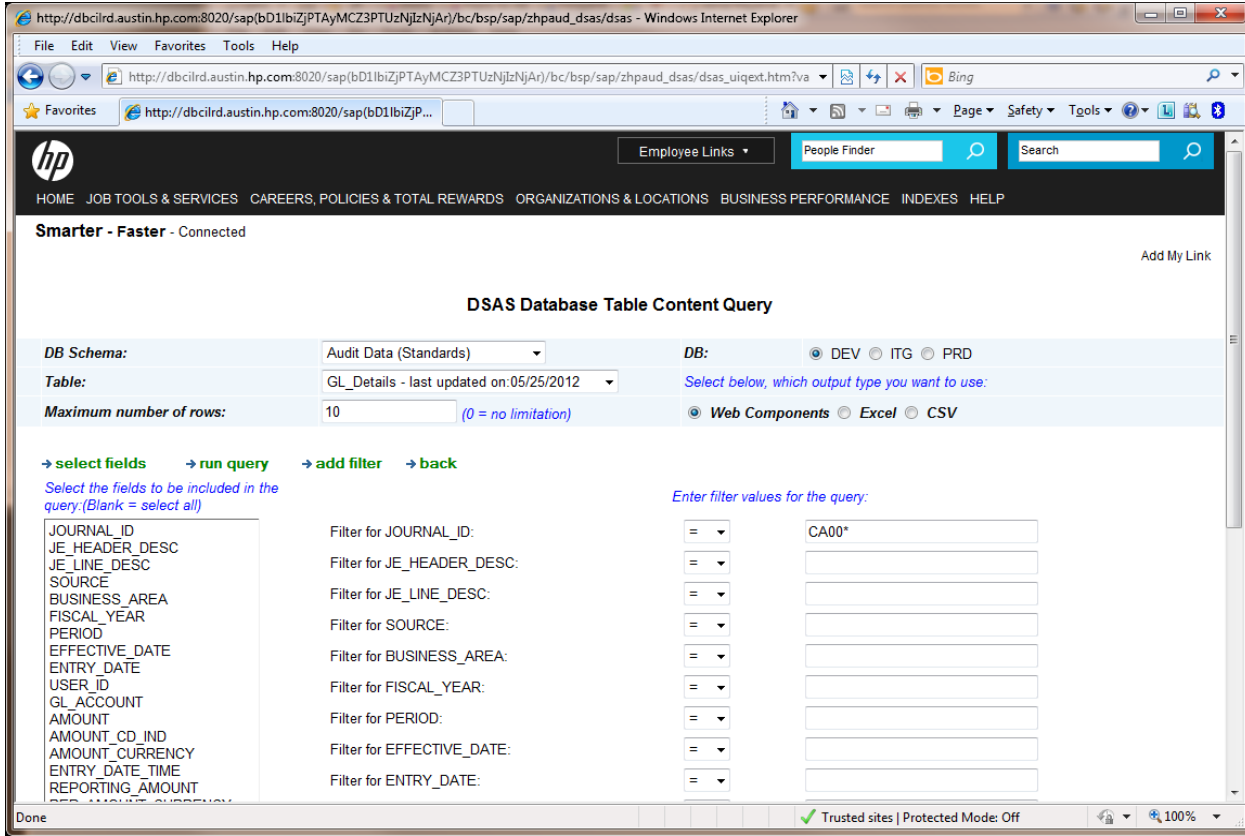 http://dbcilrd.austin.hp.com:8020/sap(bD1lbiZjPTAyMCZ3PTUzNjIzNjAr)/bc/bsp/sap/zhpaud_dsas/dsas - Windows Internet Explorer
File Edit View Favorites Tools Help
http://dbcilrd.austin.hp.com:8020/sap(bD1lbiZjPTAyMCZ3PTUzNjIzNjAr)/bc/bsp/sap/zhpaud_dsas/dsas_uiqext.htm?va
Bing
Favorites
http://dbcilrd.austin.hp.com:8020/sap(bD1lbiZjP...
Page Safety Tools
hp
Employee Links
People Finder
Search
HOME JOB TOOLS & SERVICES CAREERS, POLICIES & TOTAL REWARDS ORGANIZATIONS & LOCATIONS BUSINESS PERFORMANCE INDEXES HELP
Smarter - Faster - Connected
Add My Link
DSAS Database Table Content Query
DB Schema: Audit Data (Standards) DB: DEV ITG PRD
Table: GL_Details - last updated on:05/25/2012 Select below, which output type you want to use:
Maximum number of rows: 10 (0 = no limitation) Web Components Excel CSV
select fields run query add filter back
Select the fields to be included in the
query:(Blank = select all)
Enter filter values for the query:
JOURNAL_ID
JE_HEADER_DESC
JE_LINE_DESC
SOURCE
BUSINESS_AREA
FISCAL_YEAR
PERIOD
EFFECTIVE_DATE
ENTRY_DATE
USER_ID
GL_ACCOUNT
AMOUNT
AMOUNT_CD_IND
AMOUNT_CURRENCY
ENTRY_DATE_TIME
REPORTING_AMOUNT
Filter for JOURNAL_ID: = CA00*
Filter for JE_HEADER_DESC: =
Filter for JE_LINE_DESC: =
Filter for SOURCE: =
Filter for BUSINESS_AREA: =
Filter for FISCAL_YEAR: =
Filter for PERIOD: =
Filter for EFFECTIVE_DATE: =
Filter for ENTRY_DATE: =
Done
Trusted sites | Protected Mode: Off
100%